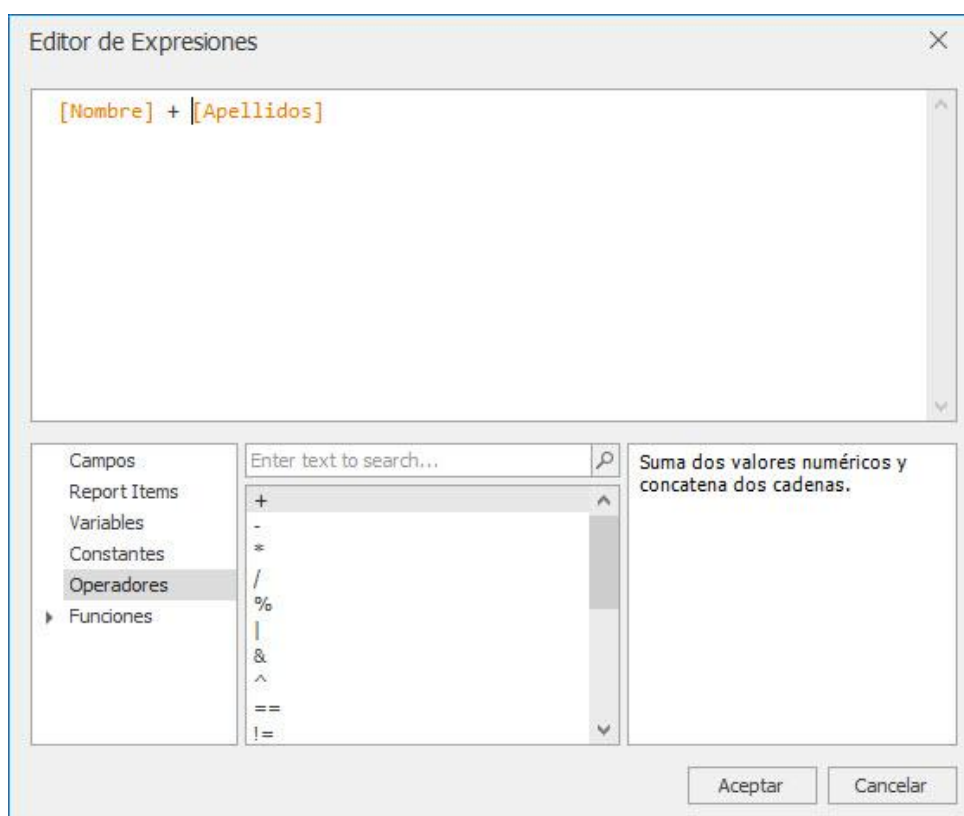 Editor de Expresiones
[Nombre] + [Apellidos]
Campos
Report Items
Variables
Constantes
Operadores
Funciones
Enter text to search...
+
-
*
/
%
|
&
^
==
!=
Suma dos valores numéricos y
concatena dos cadenas.
Aceptar
Cancelar